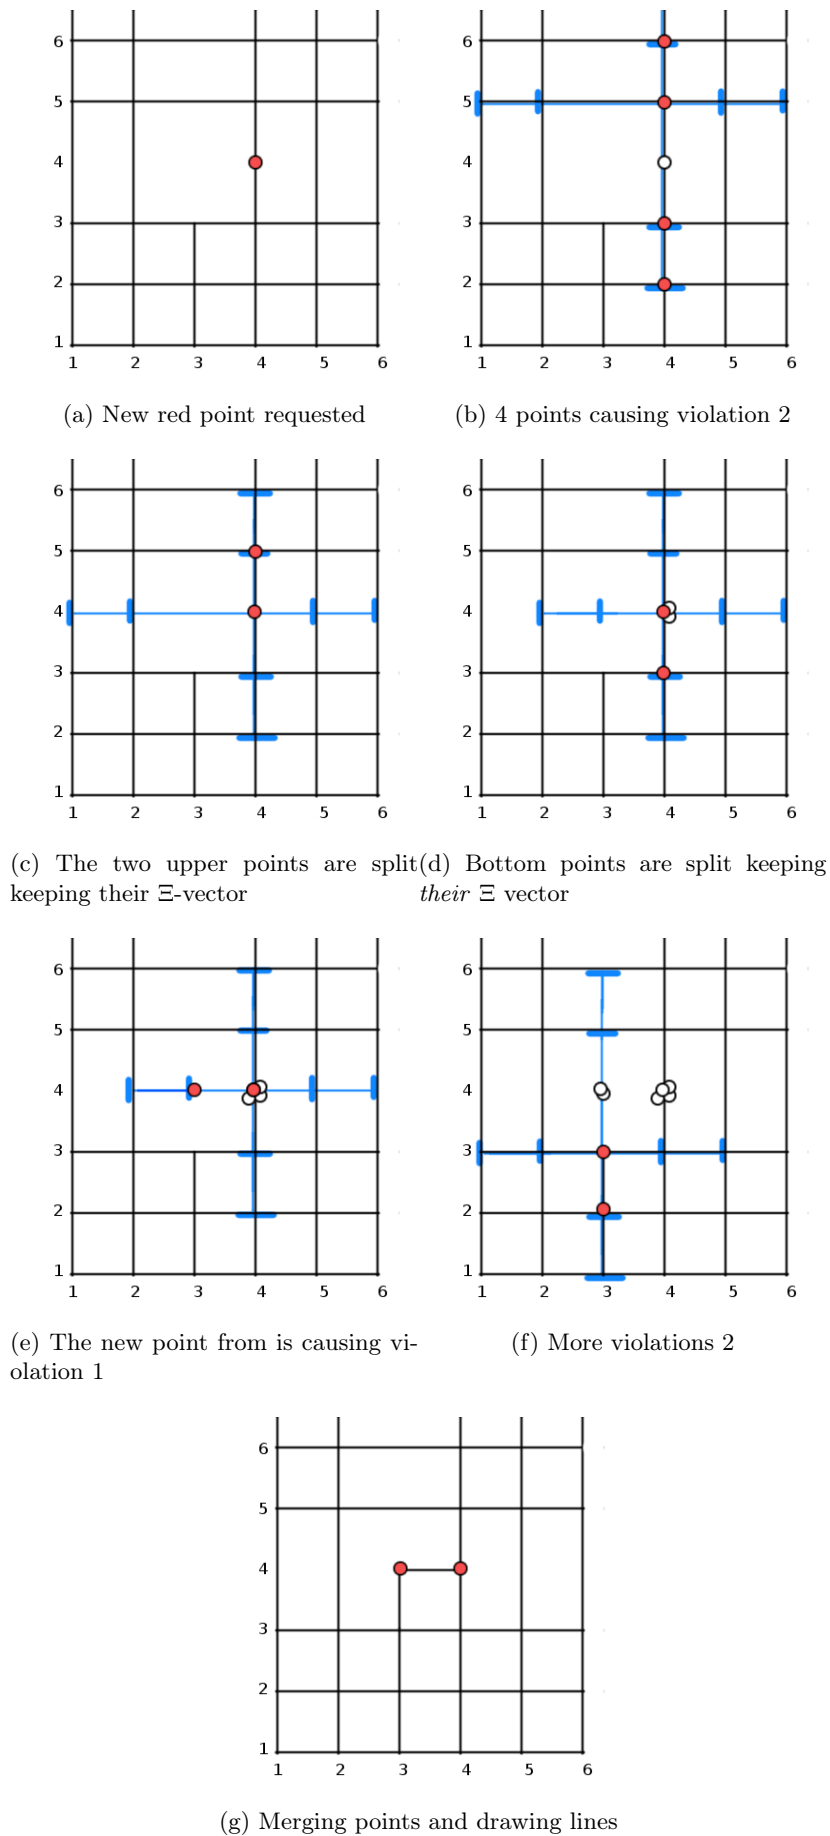 6 6
5 5
4 4
3 3
2 2
1 1
1 2 3 4 5 6 1 2 3 4 5 6
(a) New red point requested (b) 4 points causing violation 2
6 6
5 5
4 4
3 3
2 2
1 1
1 2 3 4 5 6 1 2 3 4 5 6
(c) The two upper points are split(d) Bottom points are split keeping
keeping their Ξ-vector their Ξ vector
6 6
5 5
4 4
3 3
2 2
1 1
1 2 3 4 5 6 1 2 3 4 5 6
(e) The new point from is causing vi- (f) More violations 2
olation 1
6
5
4
3
2
1
1 2 3 4 5 6
(g) Merging points and drawing lines